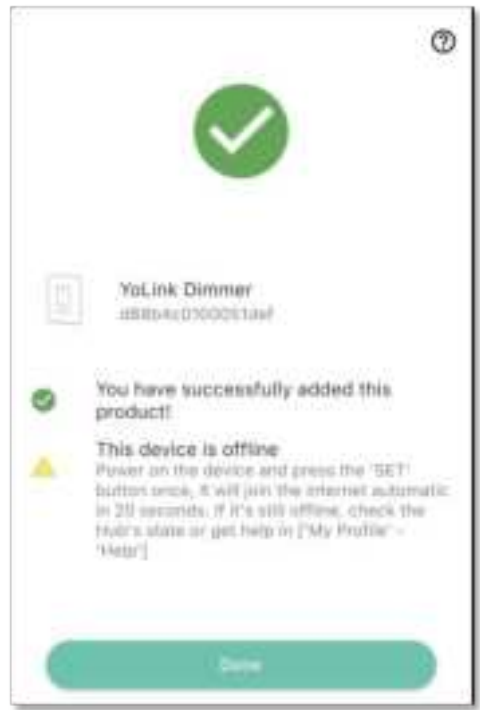 YoLink Dimmer
You have successfully added this
product!
This device is offline
Power on the device and press the 'SET'
button once, it will join the internet automatic
in 20 seconds. If it's still offline, check the
Hub's state or get help in ['My Profile' -
'Help']
Done